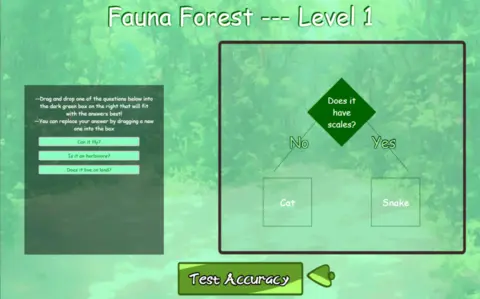 Fauna Forest --- Level 1
--Drag and drop one of the questions below into
the dark green box on the right that will fit
with the answers best!
--You can replace your answer by dragging a new
one into the box
Can it fly?
Is it an herbivore?
Does it live on land?
Does it
have
scales?
No
Yes
Cat
Snake
Test Accuracy